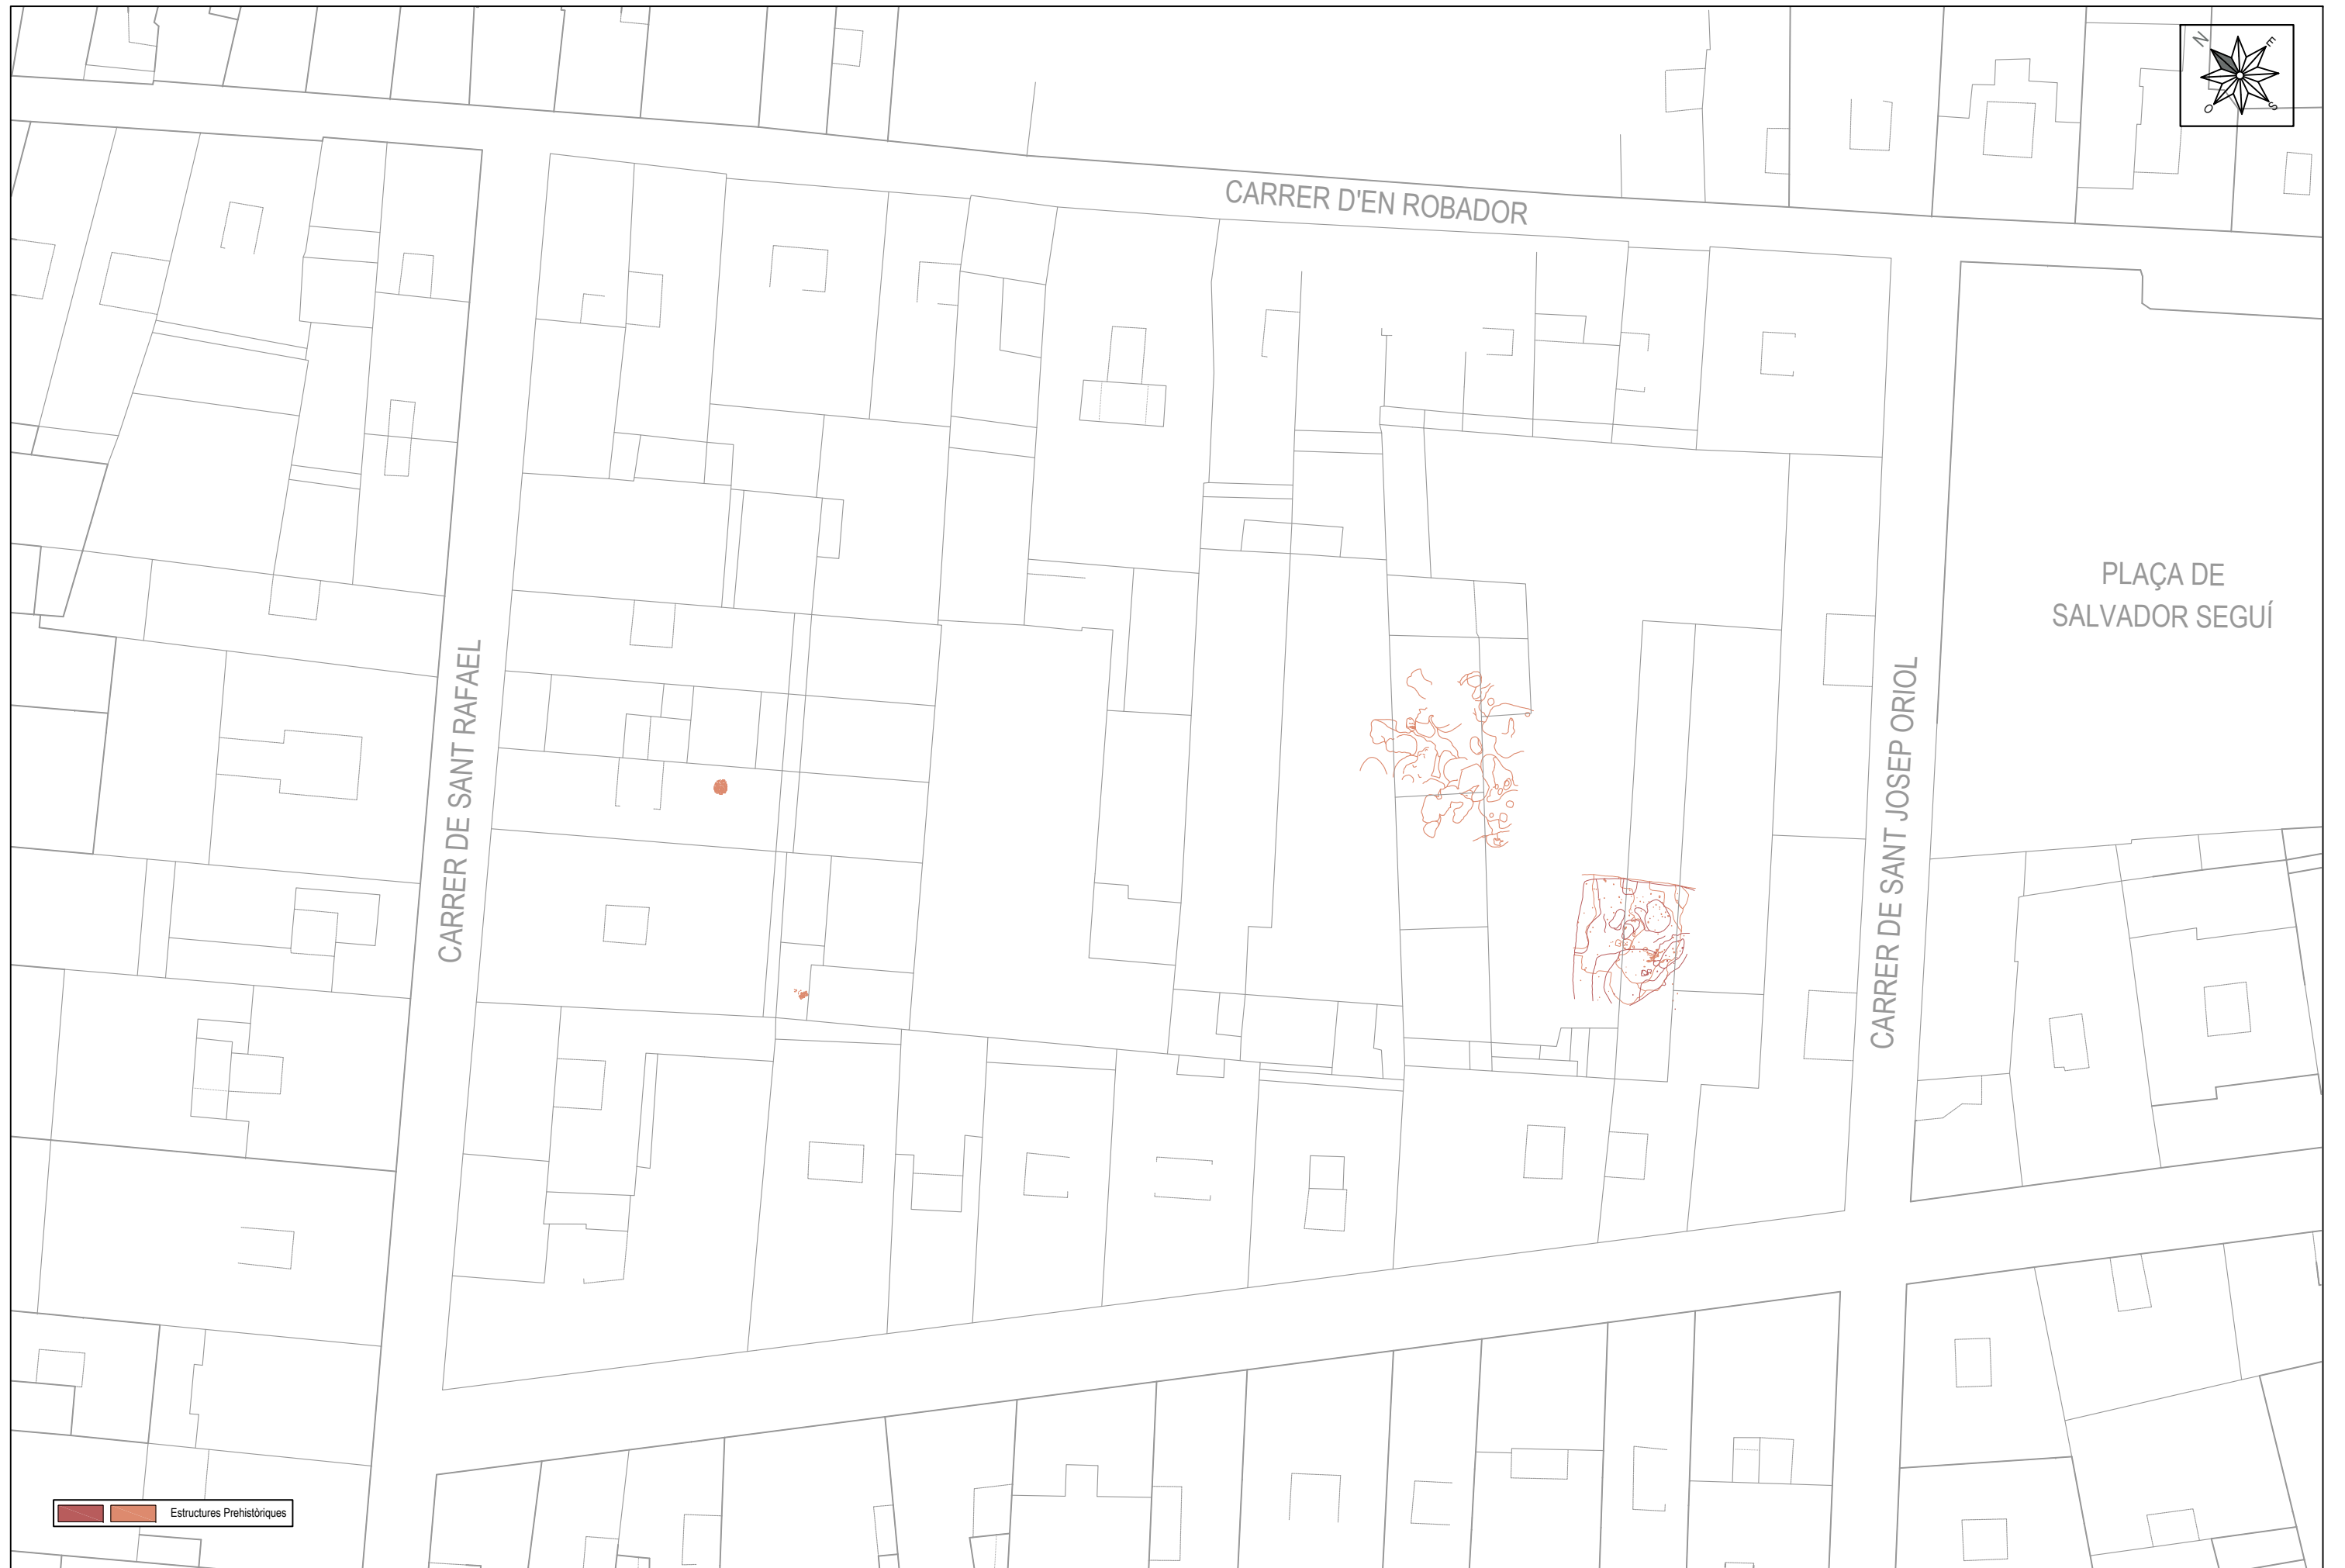 N
E
O
S
CARRER D'EN ROBADOR
PLAÇA DE
SALVADOR SEGUÍ
CARRER DE SANT RAFAEL
CARRER DE SANT JOSEP ORIOL
Estructures Prehistòriques